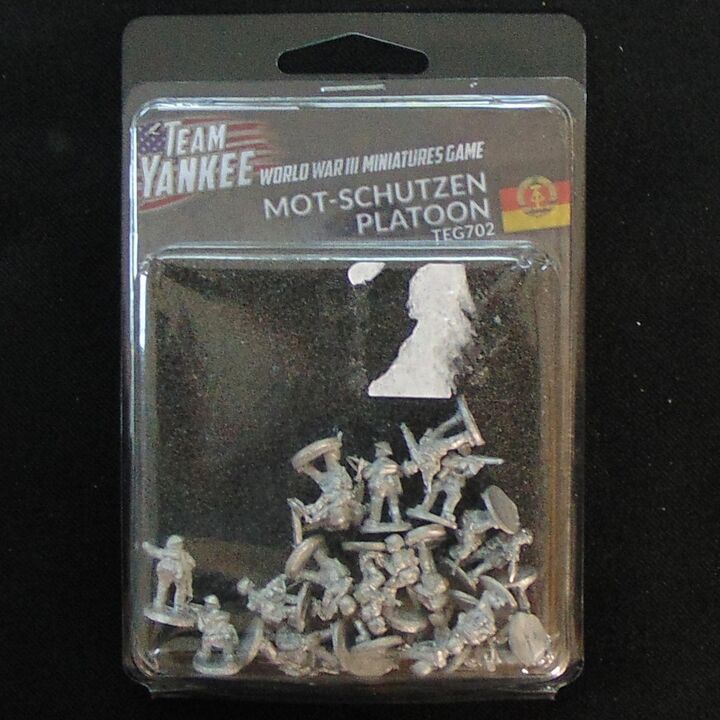 TEAM
YANKEE
WORLD WAR III MINIATURES GAME
MOT-SCHUTZEN
PLATOON
TEG702